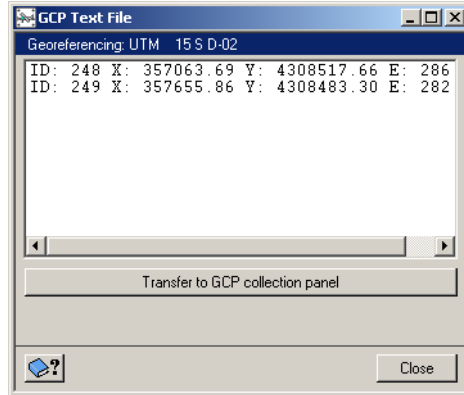 GCP Text File
Georeferencing: UTM 15 S D-02
ID: 248 X: 357063.69 Y: 4308517.66 E: 286
ID: 249 X: 357655.86 Y: 4308483.30 E: 282
Transfer to GCP collection panel
?
Close